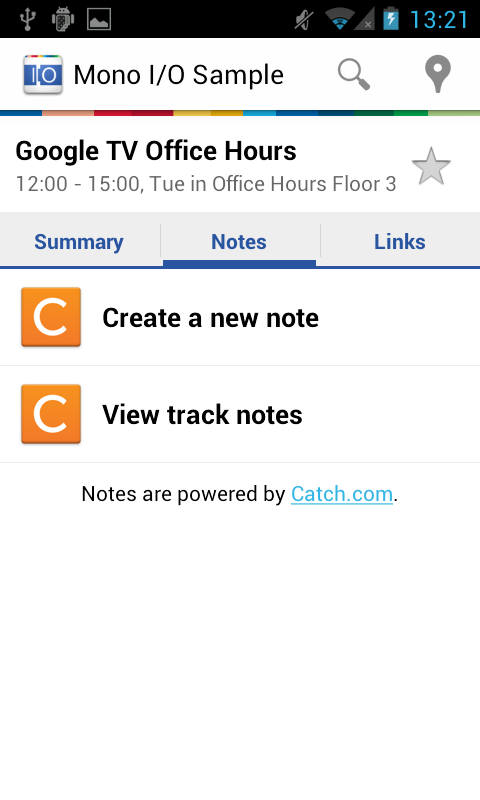 13:21
I/O Mono I/O Sample
Google TV Office Hours
12:00 - 15:00, Tue in Office Hours Floor 3
Summary Notes Links
C Create a new note
C View track notes
Notes are powered by Catch.com.